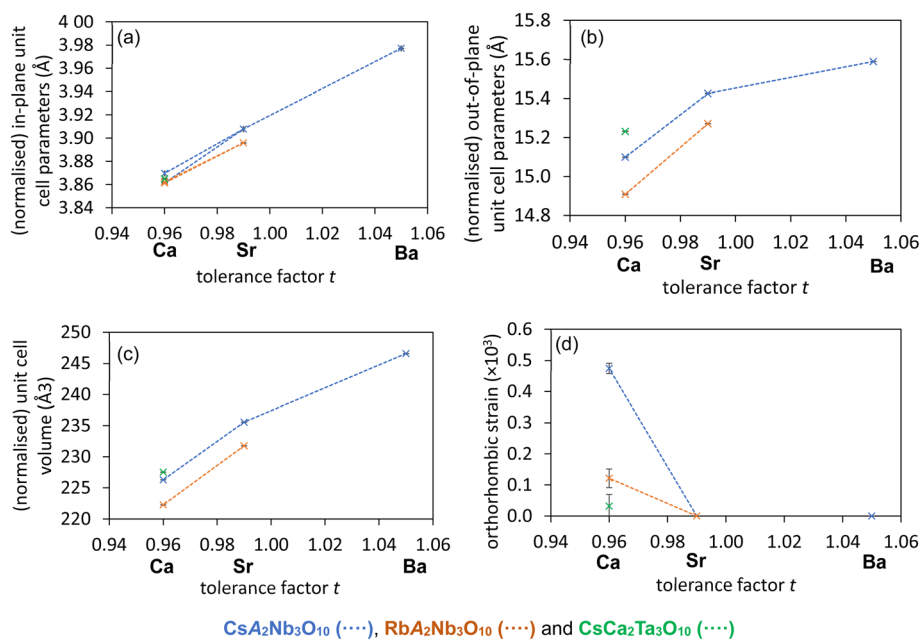 (a)
(normalised) in-plane unit
cell parameters (Å)
4 00
3.98
3.96
3.94
3.92
3.90
3.88
3.86
3.84
0.94 0.96 0.98 1.00 1.02 1.04 1.06
Ca Sr Ba
tolerance factor t
(b)
(normalised) out-of-plane
unit cell parameters (Å)
15.6
15.4
15.2
15.0
14.8
0.94 0.96 0.98 1.00 1.02 1.04 1.06
Ca Sr Ba
tolerance factor t
(c)
(normalised) unit cell
volume (Å3)
250
245
240
235
230
225
220
0.94 0.96 0.98 1.00 1.02 1.04 1.06
Ca Sr Ba
tolerance factor t
(d)
orthorhombic strain (×10³)
0.6
0.5
0.4
0.3
0.2
0.1
0.0
0.94 0.96 0.98 1.00 1.02 1.04 1.06
Ca Sr Ba
tolerance factor t
CsA₂Nb₃O₁₀ (····), RbA₂Nb₃O₁₀ (····) and CsCa₂Ta₃O₁₀ (····)